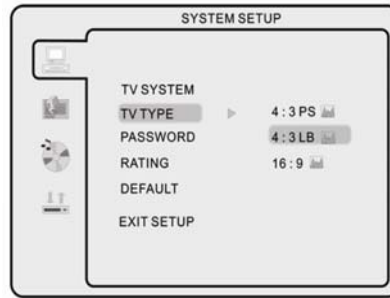 SYSTEM SETUP
TV SYSTEM
TV TYPE
4:3 PS
PASSWORD
4:3 LB
RATING
16:9
DEFAULT
EXIT SETUP